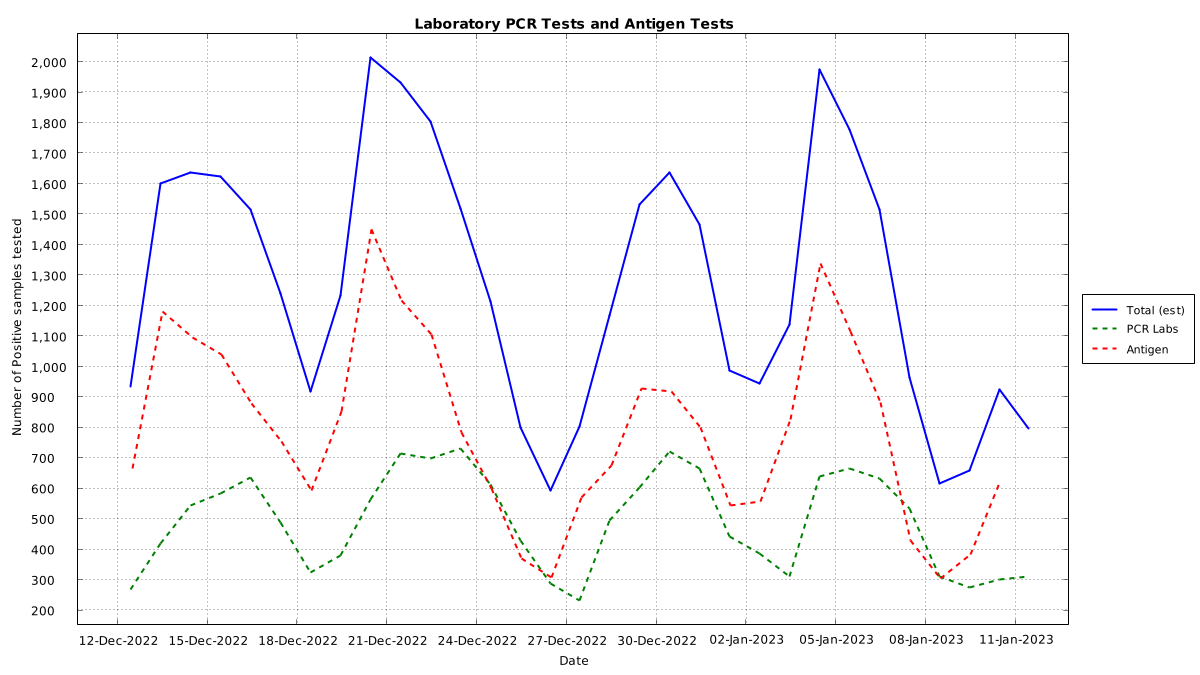 Laboratory PCR Tests and Antigen Tests
Number of Positive samples tested
2,000
1,900
1,800
1,700
1,600
1,500
1,400
1,300
1,200
1,100
1,000
900
800
700
600
500
400
300
200
12-Dec-2022 15-Dec-2022 18-Dec-2022 21-Dec-2022 24-Dec-2022 27-Dec-2022 30-Dec-2022 02-Jan-2023 05-Jan-2023 08-Jan-2023 11-Jan-2023
Date
Total (est)
PCR Labs
Antigen